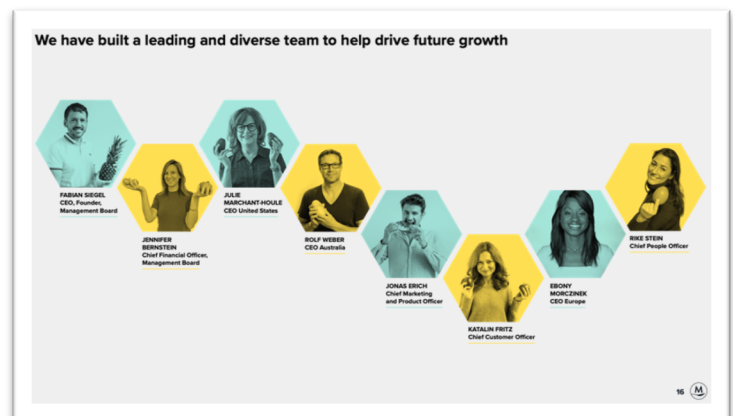 We have built a leading and diverse team to help drive future growth
FABIAN SIEGEL
CEO, Founder,
Management Board
JENNIFER
BERNSTEIN
Chief Financial Officer,
Management Board
JULIE
MARCHANT-HOULE
CEO United States
ROLF WEBER
CEO Australia
JONAS ERICH
Chief Marketing
and Product Officer
KATALIN FRITZ
Chief Customer Officer
EBONY
MORCZINEK
CEO Europe
RIKE STEIN
Chief People Officer
16
M